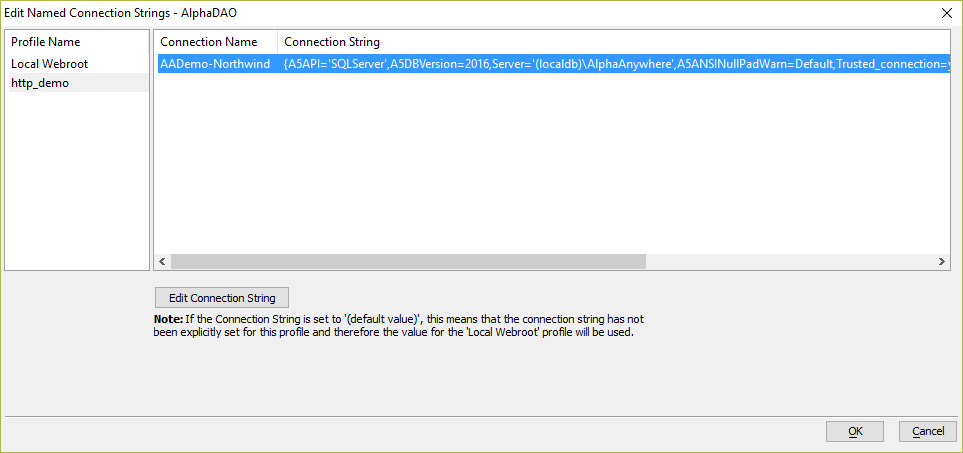 Edit Named Connection Strings - AlphaDAO
Profile Name
Local Webroot
http_demo
Connection Name Connection String
AADemo-Northwind {A5API='SQLServer',A5DBVersion=2016,Server='(localdb)\AlphaAnywhere',A5ANSINullPadWarn=Default,Trusted_connection=y
Edit Connection String
Note: If the Connection String is set to '(default value)', this means that the connection string has not
been explicitly set for this profile and therefore the value for the 'Local Webroot' profile will be used.
OK Cancel